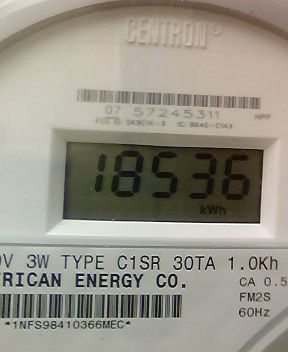 CENTRON®
07 57245311
HPP
18536
kWh
V 3W TYPE C1SR 30TA 1.0Kh
RICAN ENERGY CO.
CA 0.5
FM2S
60Hz
*1NFS98410366MEC*